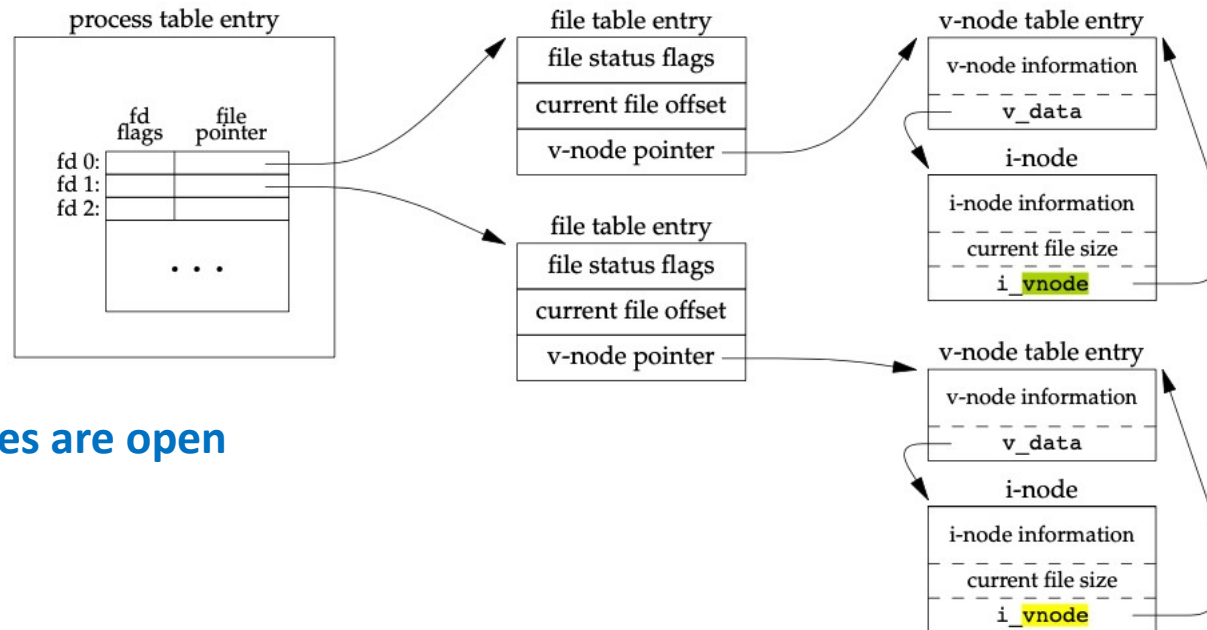 process table entry
fd
flags
file
pointer
fd 0:
fd 1:
fd 2:
. . .
file table entry
file status flags
current file offset
v-node pointer
file table entry
file status flags
current file offset
v-node pointer
v-node table entry
v-node information
v_data
i-node
i-node information
current file size
i_vnode
v-node table entry
v-node information
v_data
i-node
i-node information
current file size
i_vnode
es are open